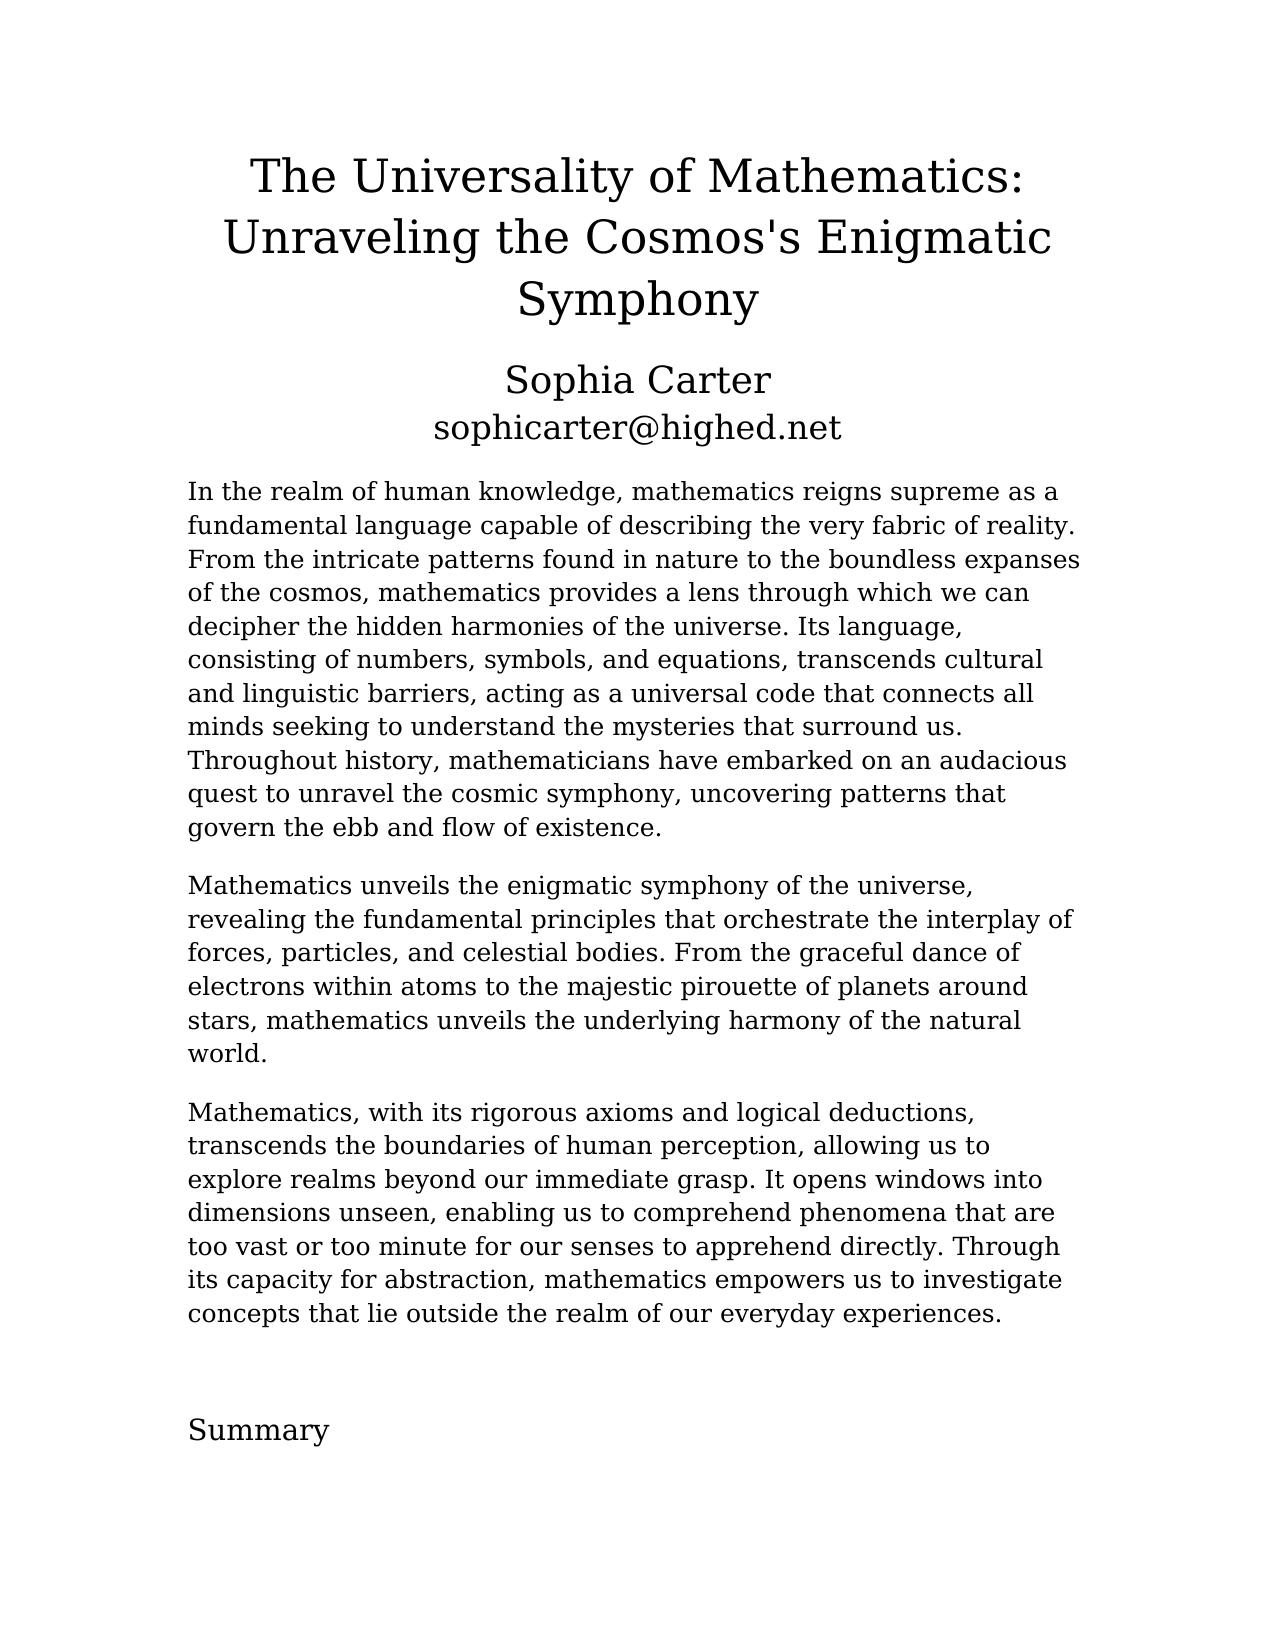 The Universality of Mathematics:
Unraveling the Cosmos's Enigmatic
Symphony
Sophia Carter
sophicarter@highed.net
In the realm of human knowledge, mathematics reigns supreme as a
fundamental language capable of describing the very fabric of reality.
From the intricate patterns found in nature to the boundless expanses
of the cosmos, mathematics provides a lens through which we can
decipher the hidden harmonies of the universe. Its language,
consisting of numbers, symbols, and equations, transcends cultural
and linguistic barriers, acting as a universal code that connects all
minds seeking to understand the mysteries that surround us.
Throughout history, mathematicians have embarked on an audacious
quest to unravel the cosmic symphony, uncovering patterns that
govern the ebb and flow of existence.
Mathematics unveils the enigmatic symphony of the universe,
revealing the fundamental principles that orchestrate the interplay of
forces, particles, and celestial bodies. From the graceful dance of
electrons within atoms to the majestic pirouette of planets around
stars, mathematics unveils the underlying harmony of the natural
world.
Mathematics, with its rigorous axioms and logical deductions,
transcends the boundaries of human perception, allowing us to
explore realms beyond our immediate grasp. It opens windows into
dimensions unseen, enabling us to comprehend phenomena that are
too vast or too minute for our senses to apprehend directly. Through
its capacity for abstraction, mathematics empowers us to investigate
concepts that lie outside the realm of our everyday experiences.
Summary